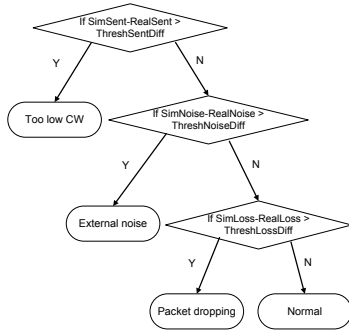 If SimSent-RealSent >
ThreshSentDiff
Y
N
Too low CW
If SimNoise-RealNoise >
ThreshNoiseDiff
Y
N
External noise
If SimLoss-RealLoss >
ThreshLossDiff
Y
N
Packet dropping
Normal